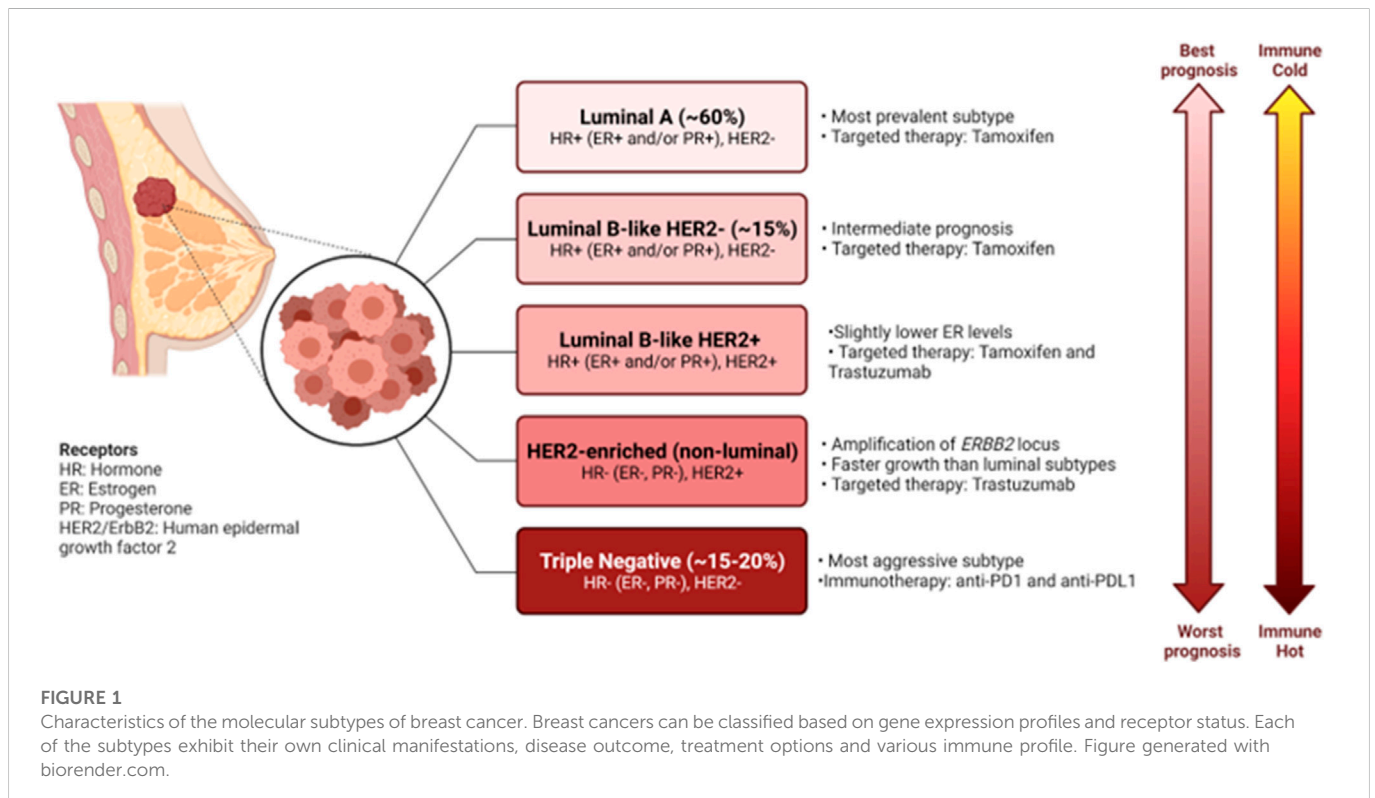 Best
prognosis
Immune
Cold
Luminal A (~60%)
HR+ (ER+ and/or PR+), HER2-
• Most prevalent subtype
• Targeted therapy: Tamoxifen
Luminal B-like HER2- (~15%)
HR+ (ER+ and/or PR+), HER2-
• Intermediate prognosis
• Targeted therapy: Tamoxifen
Luminal B-like HER2+
HR+ (ER+ and/or PR+), HER2+
•Slightly lower ER levels
• Targeted therapy: Tamoxifen and
Trastuzumab
HER2-enriched (non-luminal)
HR- (ER-, PR-), HER2+
• Amplification of ERBB2 locus
• Faster growth than luminal subtypes
• Targeted therapy: Trastuzumab
Triple Negative (~15-20%)
HR- (ER-, PR-), HER2-
• Most aggressive subtype
•Immunotherapy: anti-PD1 and anti-PDL1
Receptors
HR: Hormone
ER: Estrogen
PR: Progesterone
HER2/ErbB2: Human epidermal
growth factor 2
Worst
prognosis
Immune
Hot
FIGURE 1
Characteristics of the molecular subtypes of breast cancer. Breast cancers can be classified based on gene expression profiles and receptor status. Each
of the subtypes exhibit their own clinical manifestations, disease outcome, treatment options and various immune profile. Figure generated with
biorender.com.